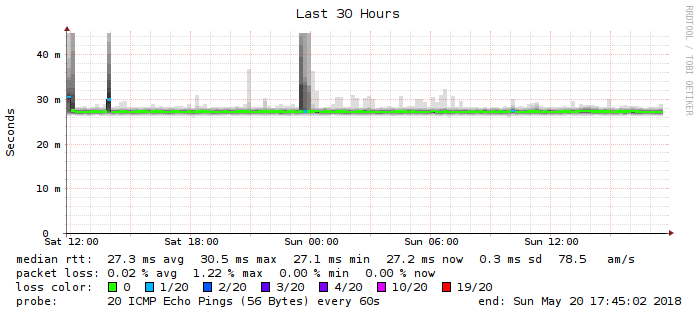 Last 30 Hours
RRDTOOL / TOBI OETIKER
Seconds
40 m
30 m
20 m
10 m
0
Sat 12:00 Sat 18:00 Sun 00:00 Sun 06:00 Sun 12:00
median rtt: 27.3 ms avg 30.5 ms max 27.1 ms min 27.2 ms now 0.3 ms sd 78.5 am/s
packet loss: 0.02 % avg 1.22 % max 0.00 % min 0.00 % now
loss color: 0 1/20 2/20 3/20 4/20 10/20 19/20
probe: 20 ICMP Echo Pings (56 Bytes) every 60s end: Sun May 20 17:45:02 2018